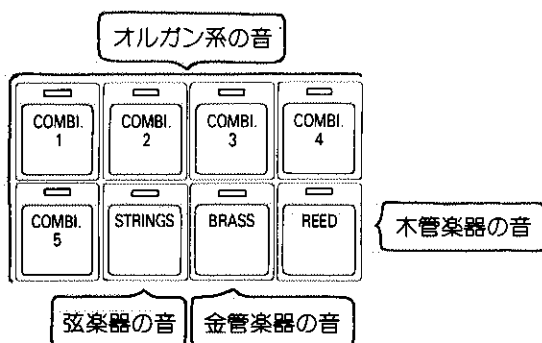 オルガン系の音
COMBI.
1
COMBI.
2
COMBI.
3
COMBI.
4
COMBI.
5
STRINGS
BRASS
REED
木管楽器の音
弦楽器の音
金管楽器の音